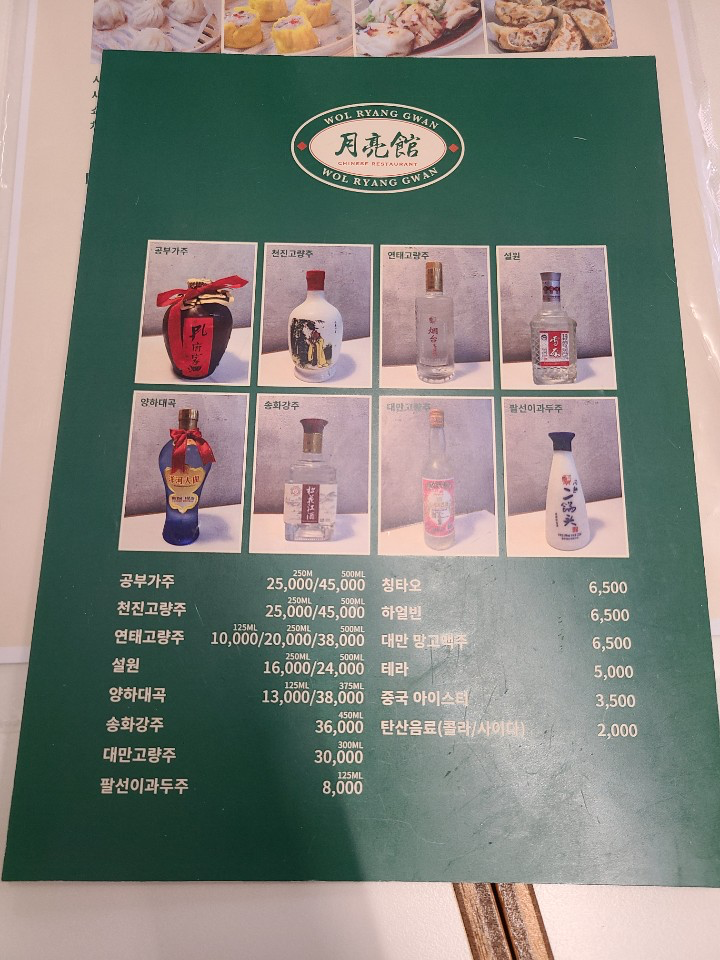 WOL RYANG GWAN
月亮館
CHINESE RESTAURANT
WOL RYANG GWAN
공부가주
천진고량주
연태고량주
설원
양하대곡
송화강주
대만고량주
팔선이과두주
250M 500ML
공부가주 25,000/45,000
250ML 500ML
천진고량주 25,000/45,000
125ML 250ML 500ML
연태고량주 10,000/20,000/38,000
250ML 500ML
설원 16,000/24,000
125ML 375ML
양하대곡 13,000/38,000
450ML
송화강주 36,000
300ML
대만고량주 30,000
125ML
팔선이과두주 8,000
칭타오 6,500
하얼빈 6,500
대만 망고맥주 6,500
테라 5,000
중국 아이스티 3,500
탄산음료(콜라/사이다) 2,000